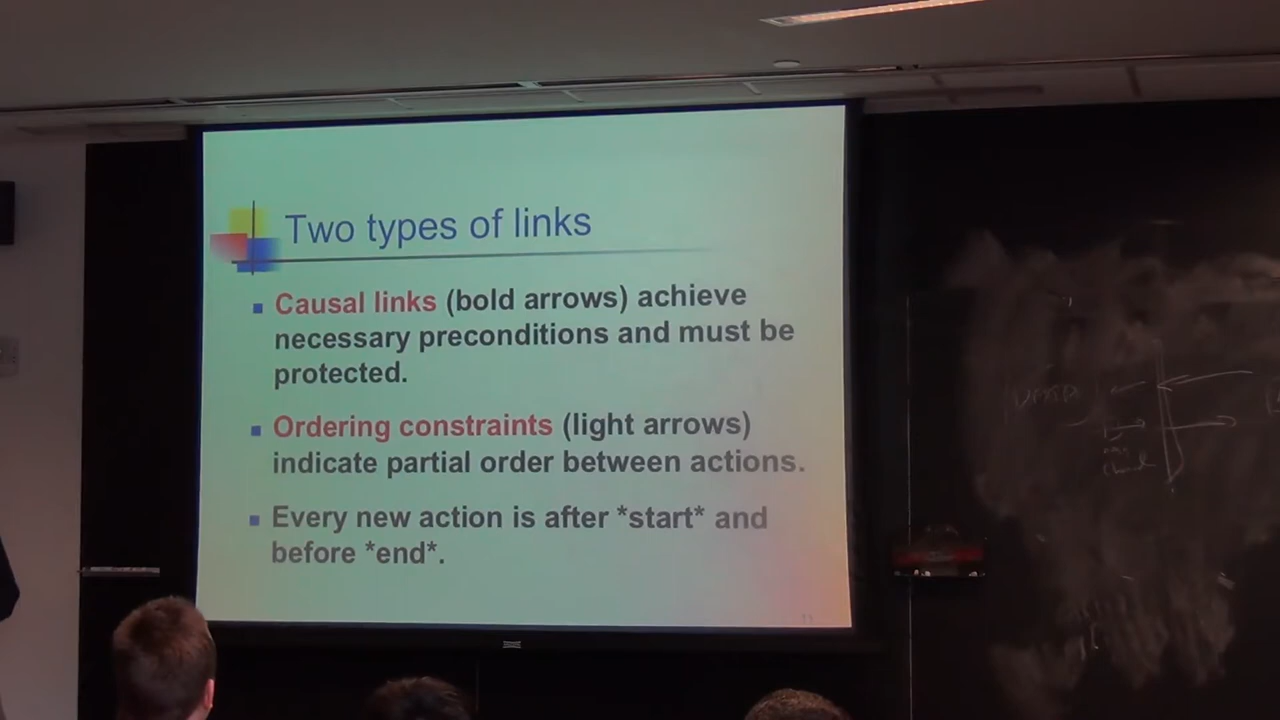 Two types of links
Causal links (bold arrows) achieve
necessary preconditions and must be
protected.
Ordering constraints (light arrows)
indicate partial order between actions.
Every new action is after *start* and
before *end*.